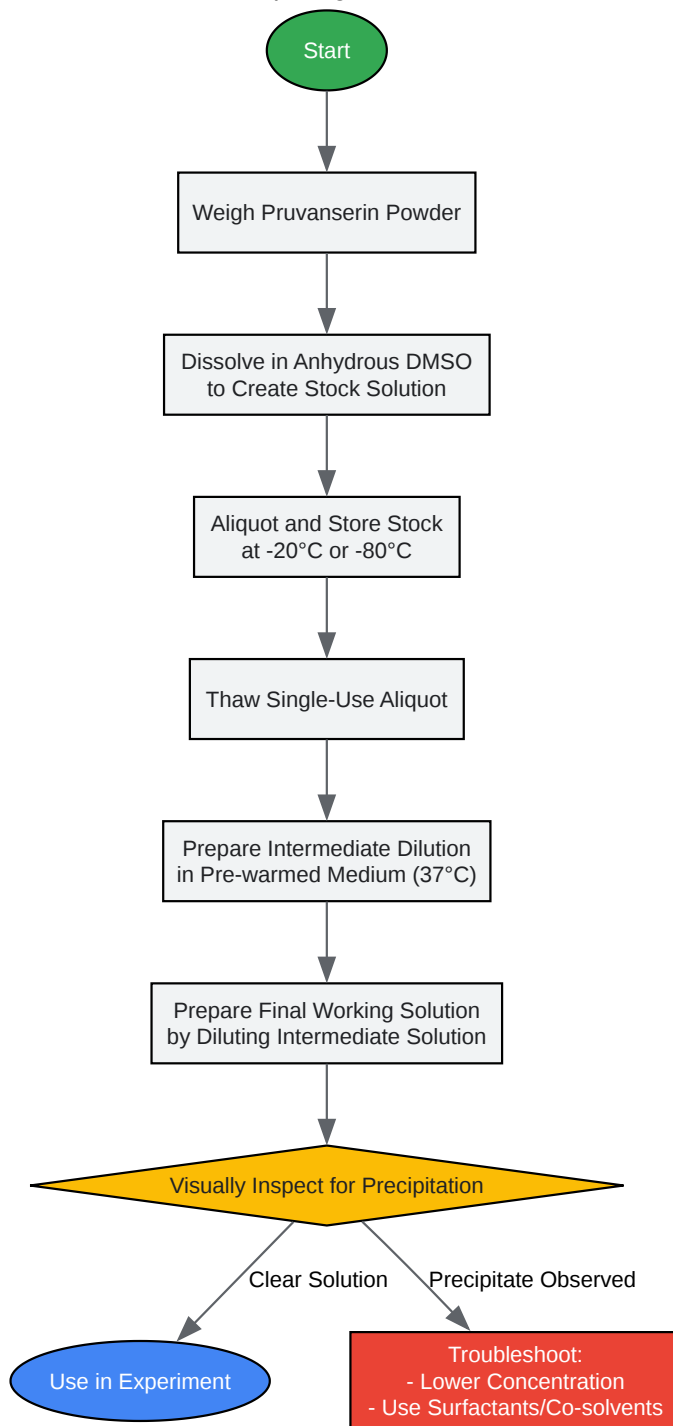 Start
Weigh Pruvanserin Powder
Dissolve in Anhydrous DMSO
to Create Stock Solution
Aliquot and Store Stock
at -20°C or -80°C
Thaw Single-Use Aliquot
Prepare Intermediate Dilution
in Pre-warmed Medium (37°C)
Prepare Final Working Solution
by Diluting Intermediate Solution
Visually Inspect for Precipitation
Clear Solution
Precipitate Observed
Use in Experiment
Troubleshoot:
- Lower Concentration
- Use Surfactants/Co-solvents